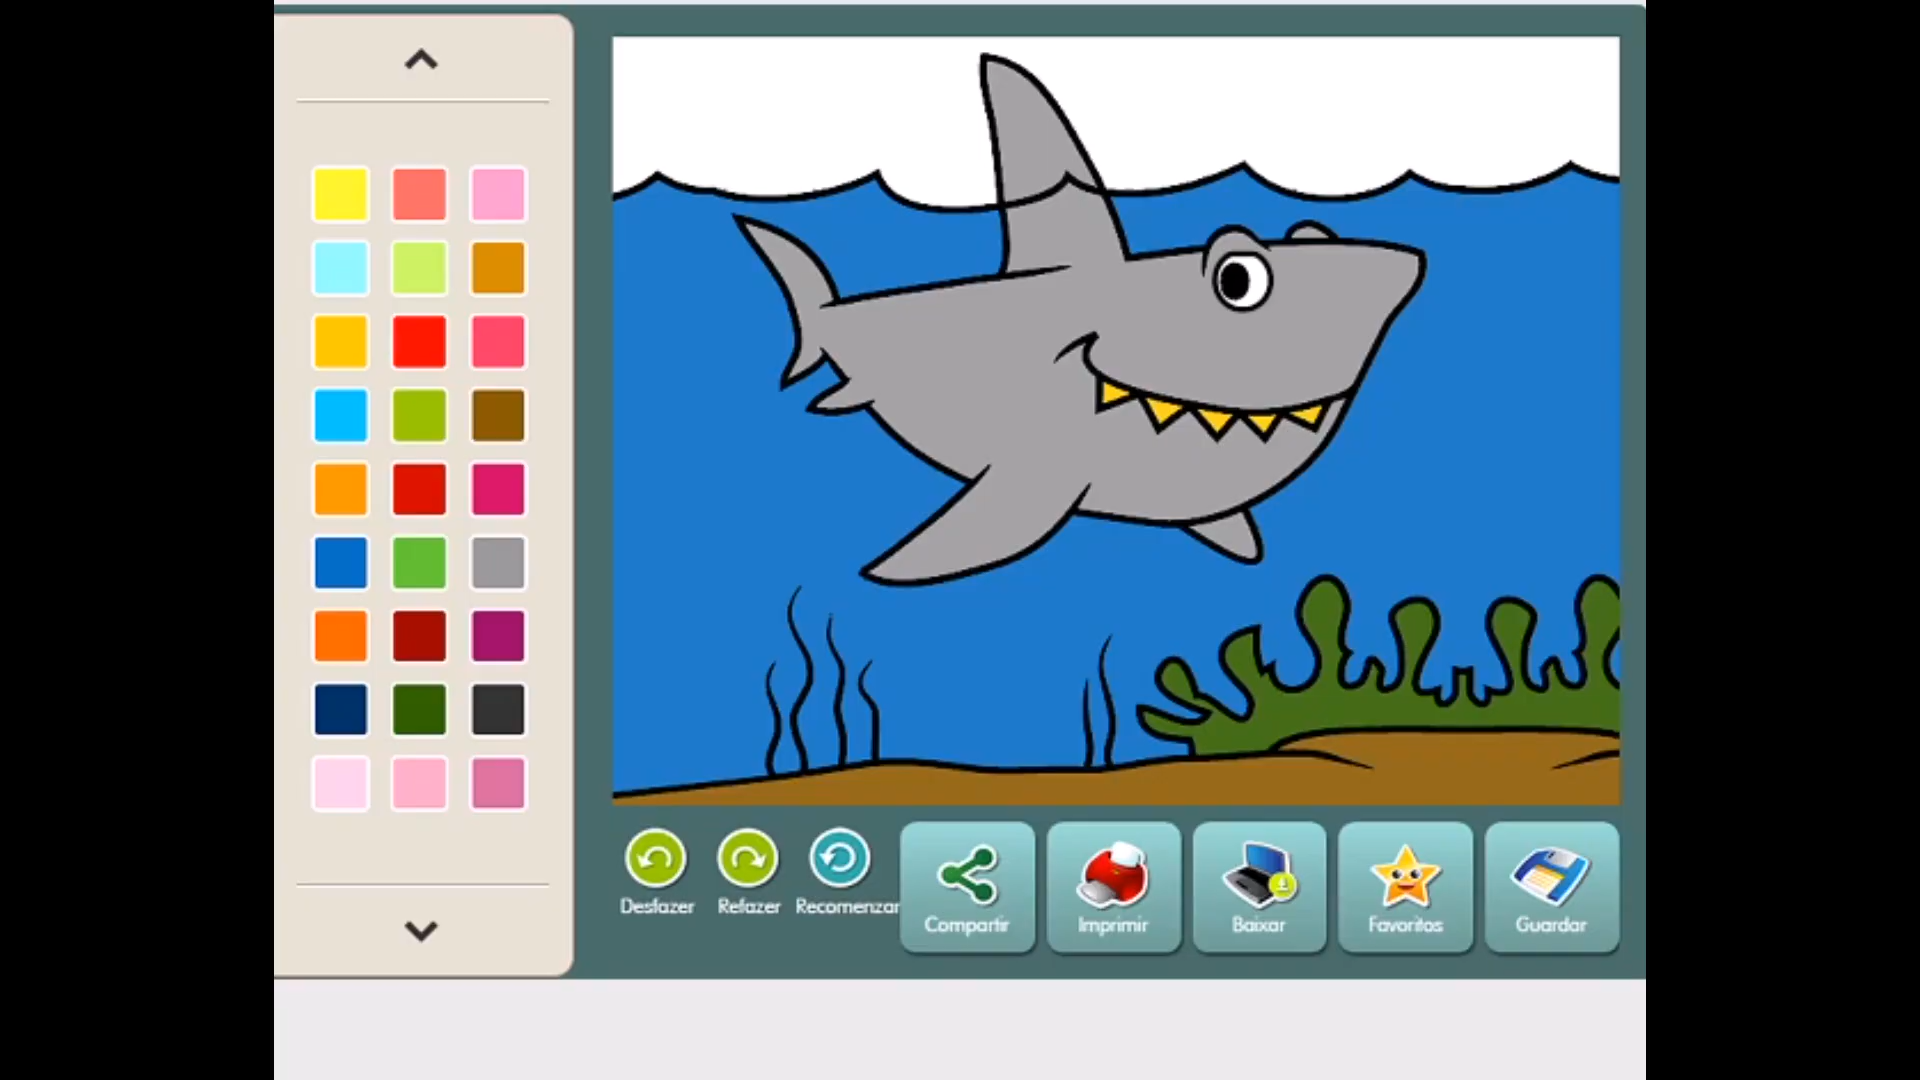 Desfazer
Refazer
Recomenzar
Compartir
Imprimir
Baixar
Favoritos
Guardar